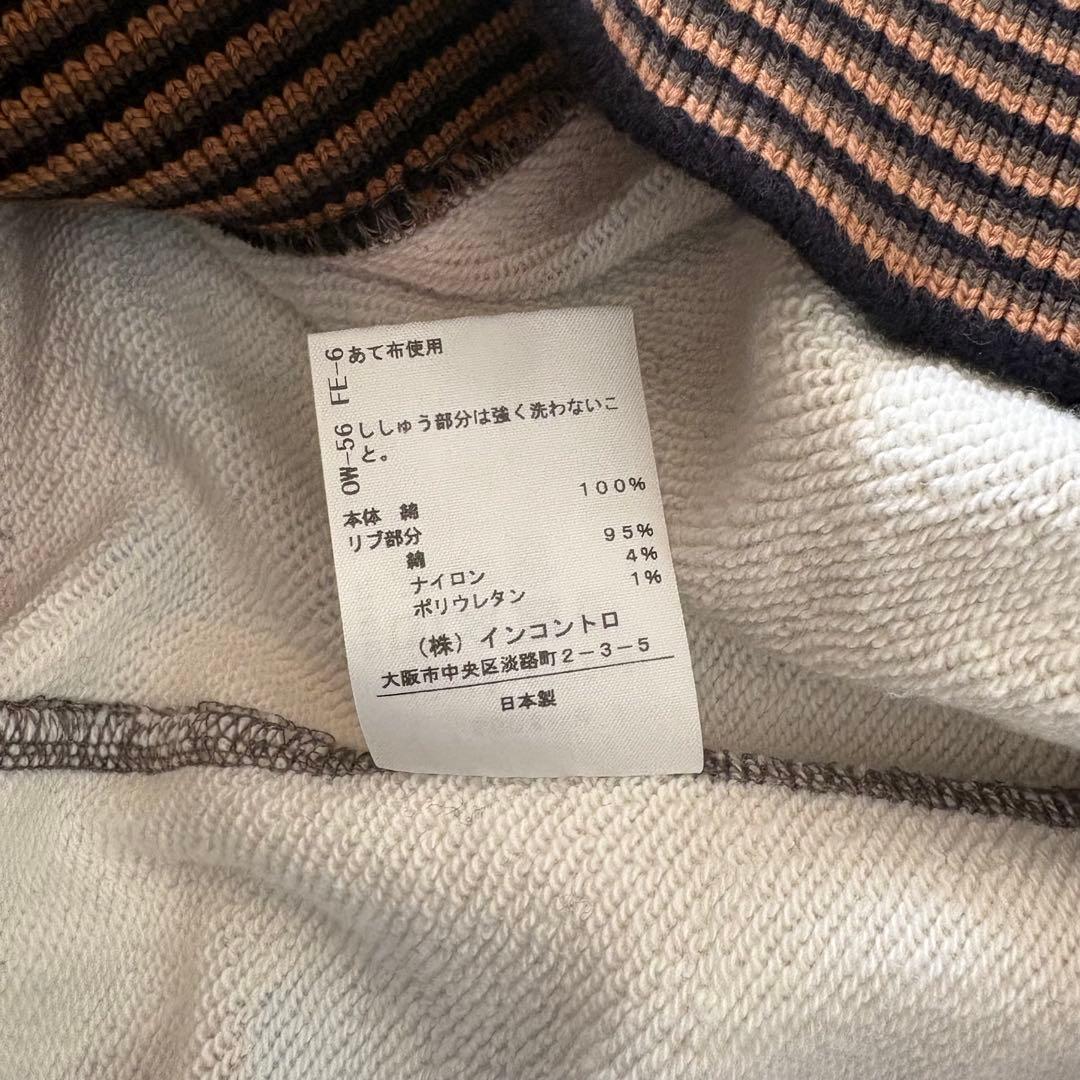 FE-6
あて布使用
OW-56
ししゅう部分は強く洗わないこ
と。
本体 綿 100%
リブ部分
綿 95%
ナイロン 4%
ポリウレタン 1%
(株)インコントロ
大阪市中央区淡路町2-3-5
日本製